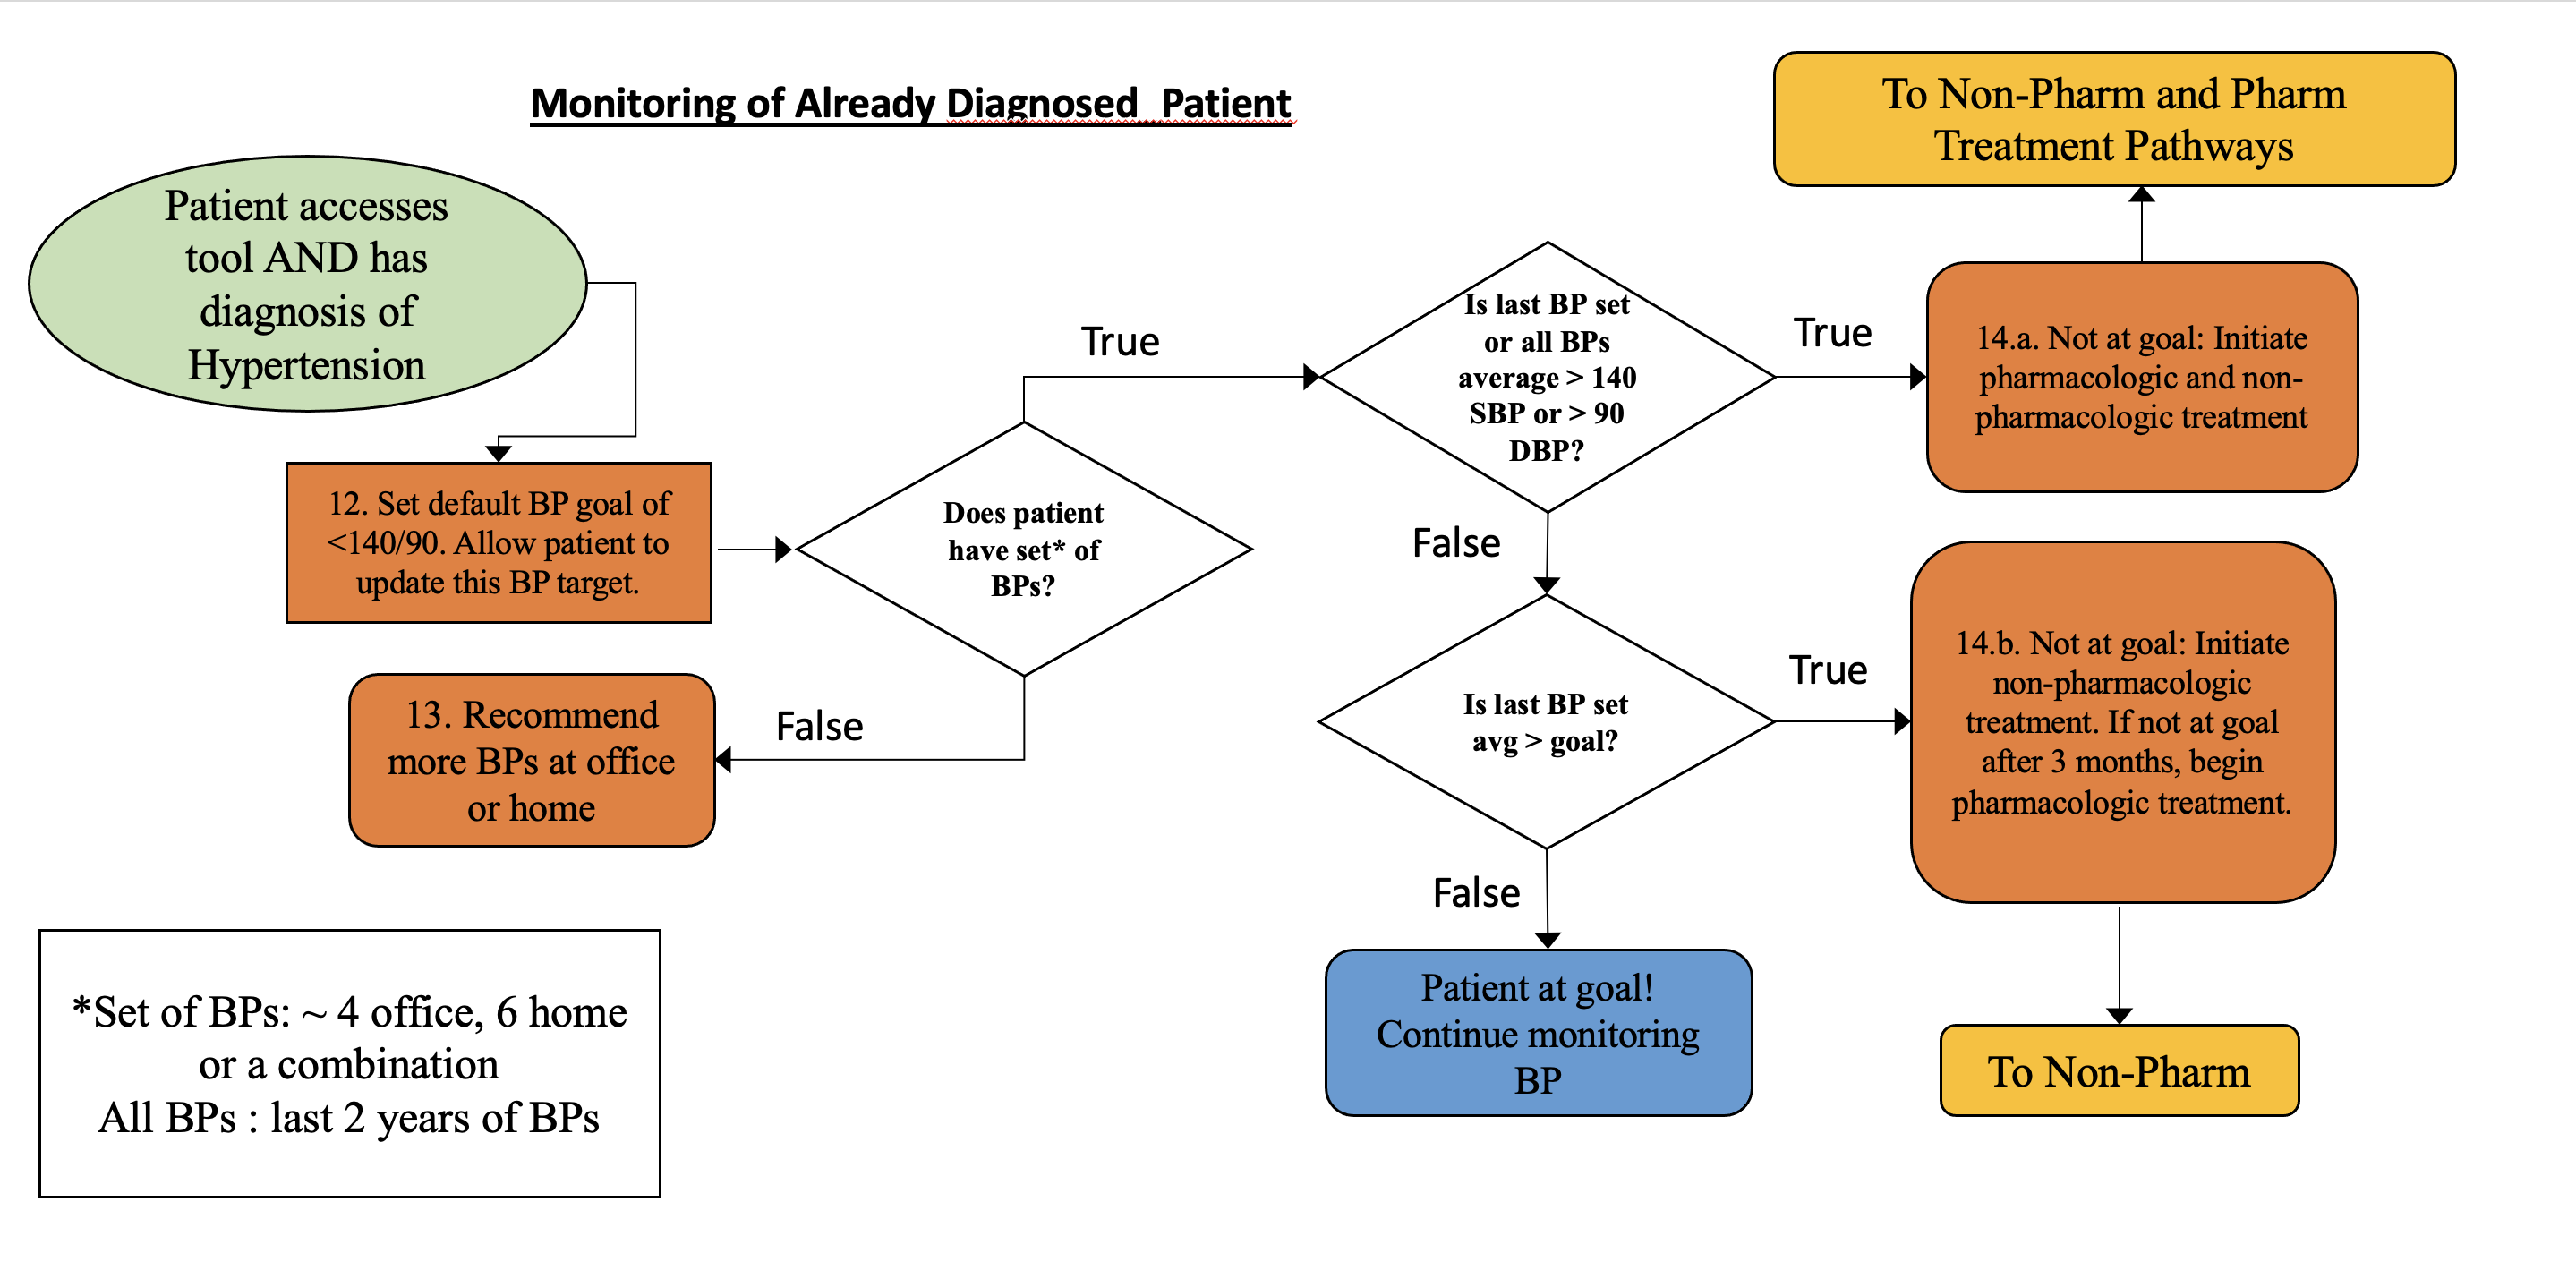 Monitoring of Already Diagnosed  Patient
Patient accesses
tool AND has
diagnosis of
Hypertension
12. Set default BP goal of
<140/90. Allow patient to
update this BP target.
Does patient
have set* of
BPs?
True
False
13. Recommend
more BPs at office
or home
Is last BP set
or all BPs
average > 140
SBP or > 90
DBP?
True
14.a. Not at goal: Initiate
pharmacologic and non-
pharmacologic treatment
To Non-Pharm and Pharm
Treatment Pathways
False
Is last BP set
avg > goal?
True
14.b. Not at goal: Initiate
non-pharmacologic
treatment. If not at goal
after 3 months, begin
pharmacologic treatment.
To Non-Pharm
False
Patient at goal!
Continue monitoring
BP
*Set of BPs: ~ 4 office, 6 home
or a combination
All BPs : last 2 years of BPs